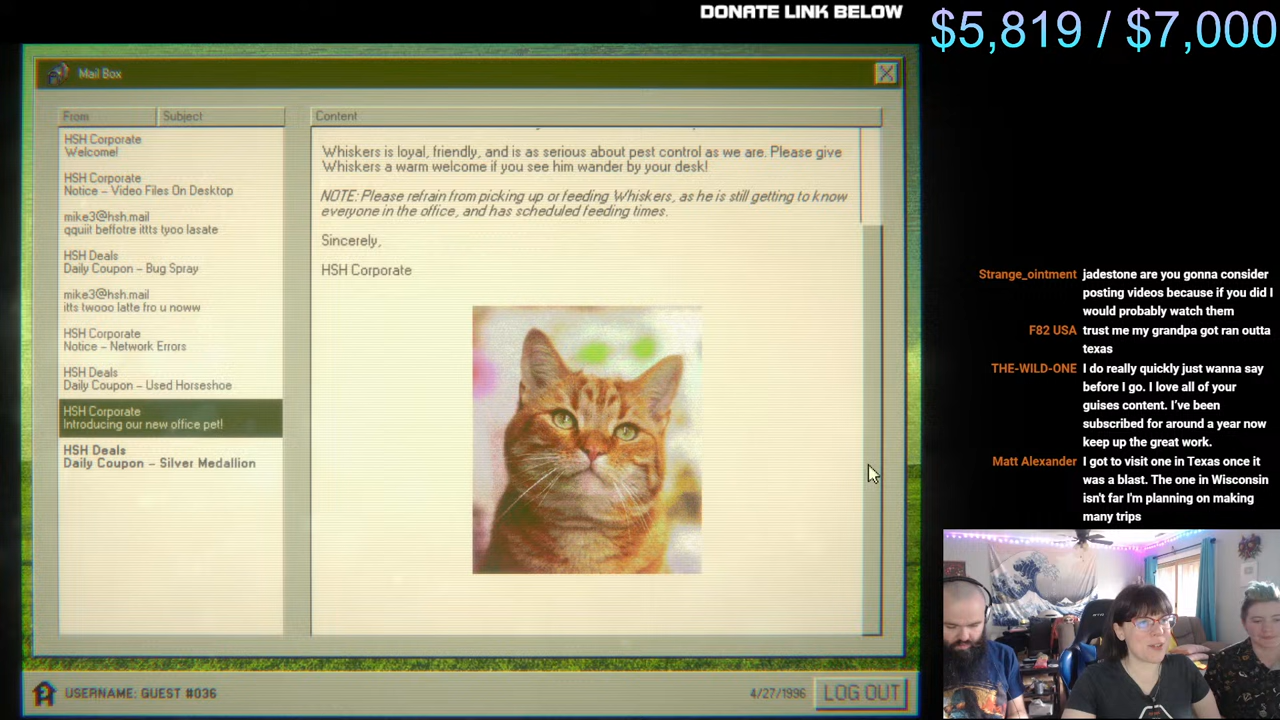 DONATE LINK BELOW
$5,819 / $7,000
Mail Box
From
Subject
Content
HSH Corporate
Welcome!
HSH Corporate
Notice - Video Files On Desktop
mike3@hsh.mail
qquiit beffotre ittts tyoo lasate
HSH Deals
Daily Coupon - Bug Spray
mike3@hsh.mail
itts twooo latte fro u noww
HSH Corporate
Notice - Network Errors
HSH Deals
Daily Coupon - Used Horseshoe
HSH Corporate
Introducing our new office pet!
HSH Deals
Daily Coupon - Silver Medallion
Whiskers is loyal, friendly, and is as serious about pest control as we are. Please give
Whiskers a warm welcome if you see him wander by your desk!
NOTE: Please refrain from picking up or feeding Whiskers, as he is still getting to know
everyone in the office, and has scheduled feeding times.
Sincerely,
HSH Corporate
Strange_ointment jadestone are you gonna consider
posting videos because if you did I
would probably watch them
F82 USA trust me my grandpa got ran outta
texas
THE-WILD-ONE I do really quickly just wanna say
before I go. I love all of your
guises content. I've been
subscribed for around a year now
keep up the great work.
Matt Alexander I got to visit one in Texas once it
was a blast. The one in Wisconsin
isn't far I'm planning on making
many trips
USERNAME: GUEST #036
4/27/1996
LOG OUT